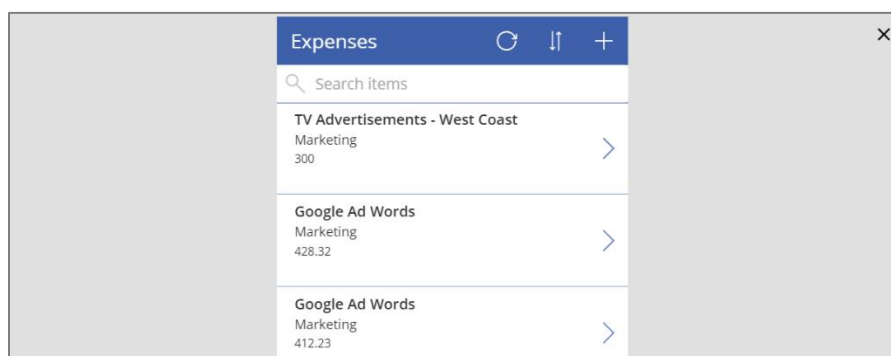 Expenses
Search items
TV Advertisements - West Coast
Marketing
300
Google Ad Words
Marketing
428.32
Google Ad Words
Marketing
412.23